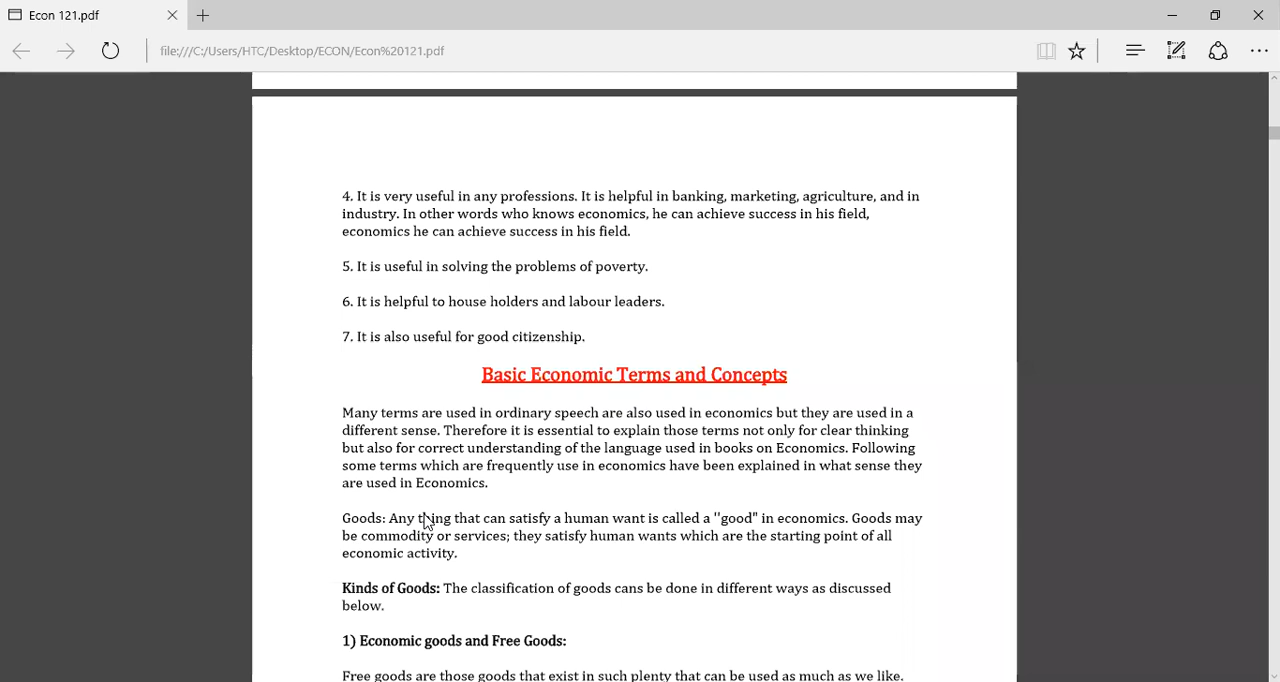 Econ 121.pdf
file:///C:/Users/HTC/Desktop/ECON/Econ%20121.pdf
4. It is very useful in any professions. It is helpful in banking, marketing, agriculture, and in
industry. In other words who knows economics, he can achieve success in his field,
economics he can achieve success in his field.
5. It is useful in solving the problems of poverty.
6. It is helpful to house holders and labour leaders.
7. It is also useful for good citizenship.
Basic Economic Terms and Concepts
Many terms are used in ordinary speech are also used in economics but they are used in a
different sense. Therefore it is essential to explain those terms not only for clear thinking
but also for correct understanding of the language used in books on Economics. Following
some terms which are frequently use in economics have been explained in what sense they
are used in Economics.
Goods: Any thing that can satisfy a human want is called a "good" in economics. Goods may
be commodity or services; they satisfy human wants which are the starting point of all
economic activity.
Kinds of Goods: The classification of goods cans be done in different ways as discussed
below.
1) Economic goods and Free Goods:
Free goods are those goods that exist in such plenty that can be used as much as we like.